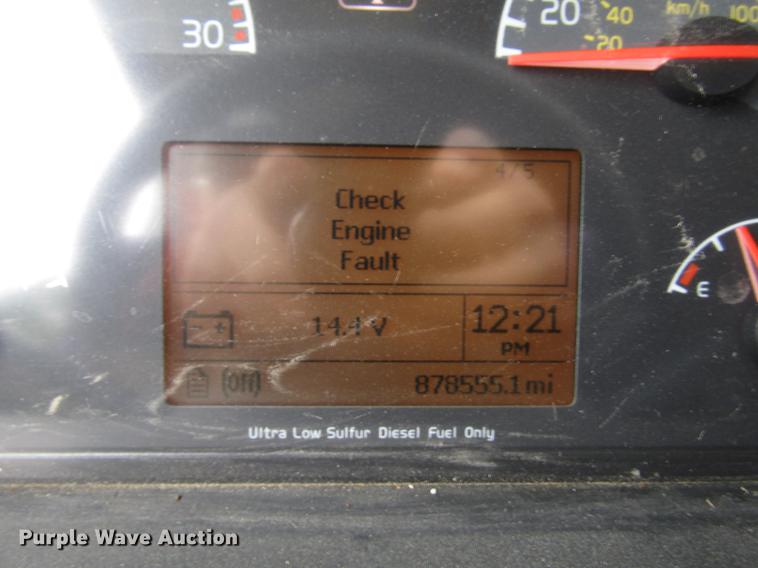 30
20
40
20
km/h
100
4/5
Check
Engine
Fault
- +
14.4 V
12:21
PM
(Off)
878555.1 mi
E
Ultra Low Sulfur Diesel Fuel Only
Purple Wave Auction